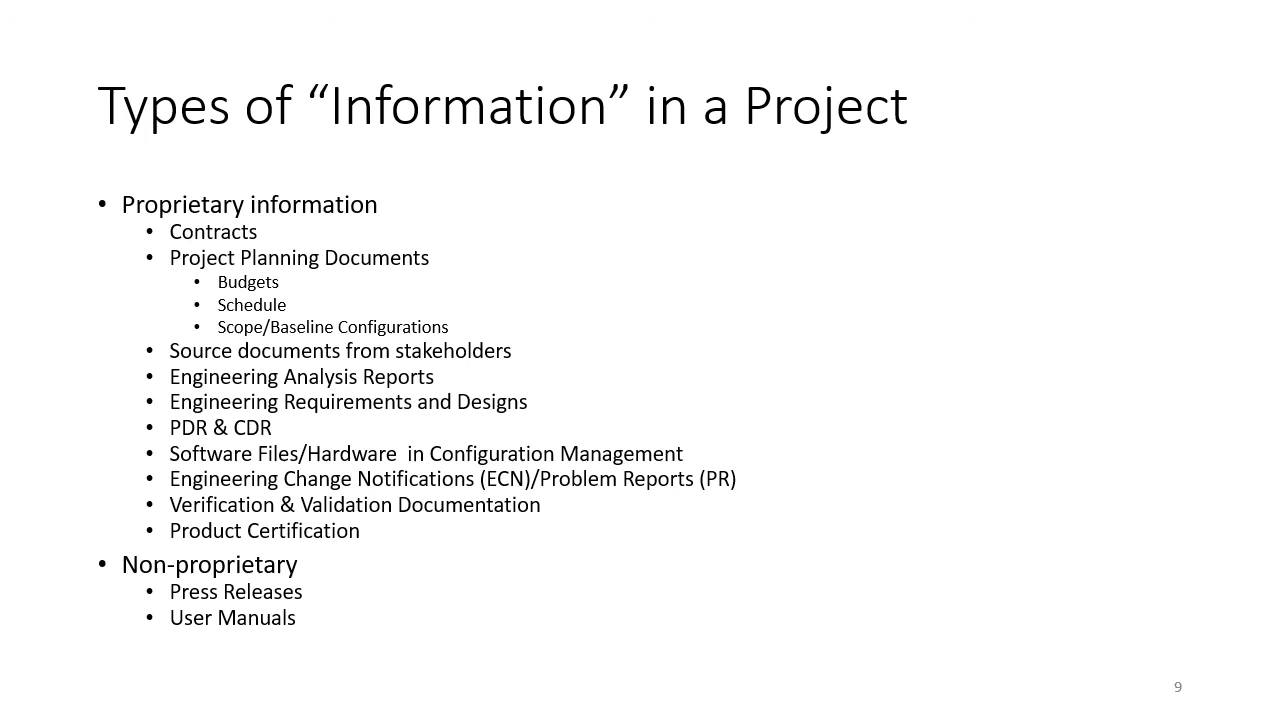 Types of “Information” in a Project
• Proprietary information
• Contracts
• Project Planning Documents
• Budgets
• Schedule
• Scope/Baseline Configurations
• Source documents from stakeholders
• Engineering Analysis Reports
• Engineering Requirements and Designs
• PDR & CDR
• Software Files/Hardware  in Configuration Management
• Engineering Change Notifications (ECN)/Problem Reports (PR)
• Verification & Validation Documentation
• Product Certification
• Non-proprietary
• Press Releases
• User Manuals
9